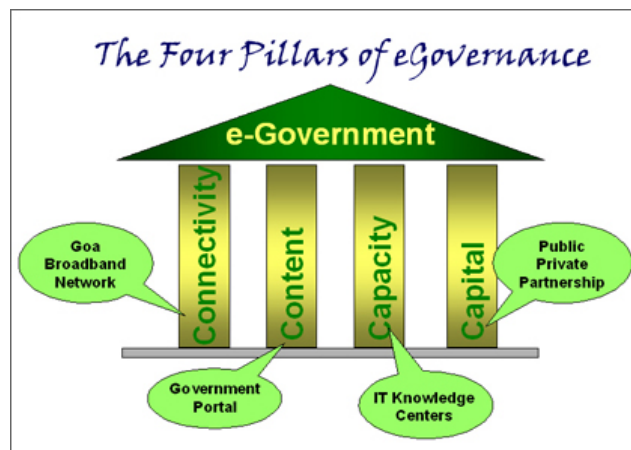 The Four Pillars of eGovernance
e-Government
Connectivity
Content
Capacity
Capital
Goa
Broadband
Network
Public
Private
Partnership
Government
Portal
IT Knowledge
Centers